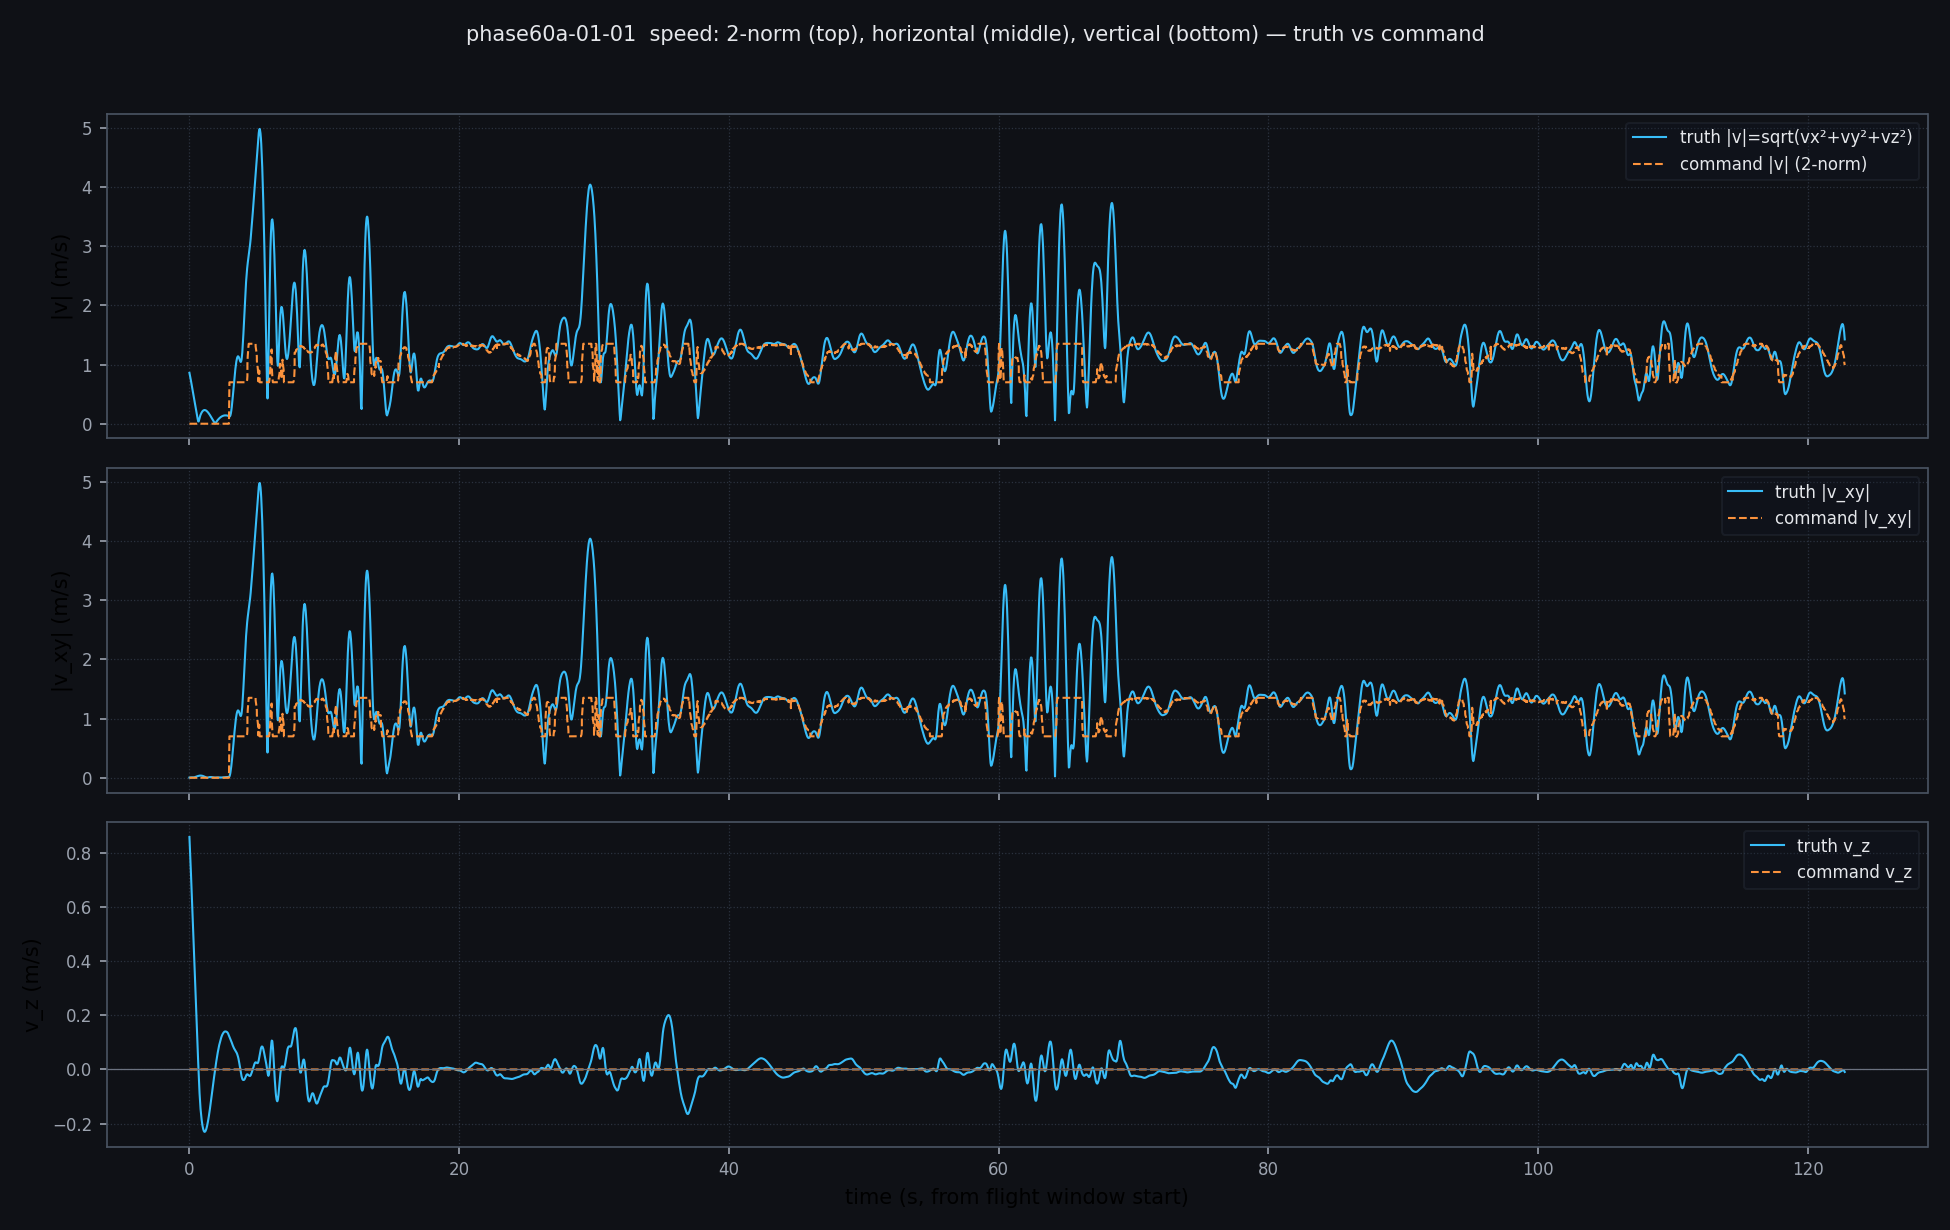 phase60a-01-01  speed: 2-norm (top), horizontal (middle), vertical (bottom) — truth vs command
truth |v|=sqrt(vx²+vy²+vz²)
command |v| (2-norm)
|v| (m/s)
5
4
3
2
1
0
truth |v_xy|
command |v_xy|
|v_xy| (m/s)
5
4
3
2
1
0
truth v_z
command v_z
v_z (m/s)
0.8
0.6
0.4
0.2
0.0
−0.2
0
20
40
60
80
100
120
time (s, from flight window start)